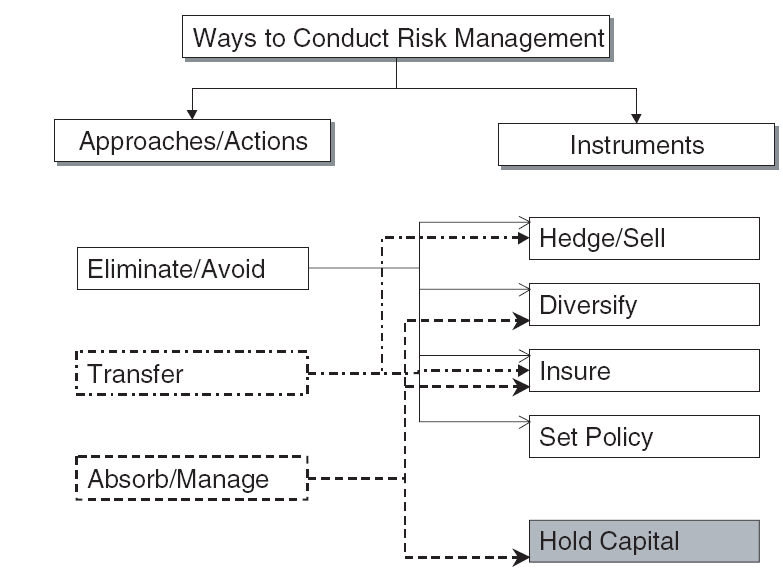 Ways to Conduct Risk Management
Approaches/Actions
Instruments
Eliminate/Avoid
Transfer
Absorb/Manage
Hedge/Sell
Diversify
Insure
Set Policy
Hold Capital